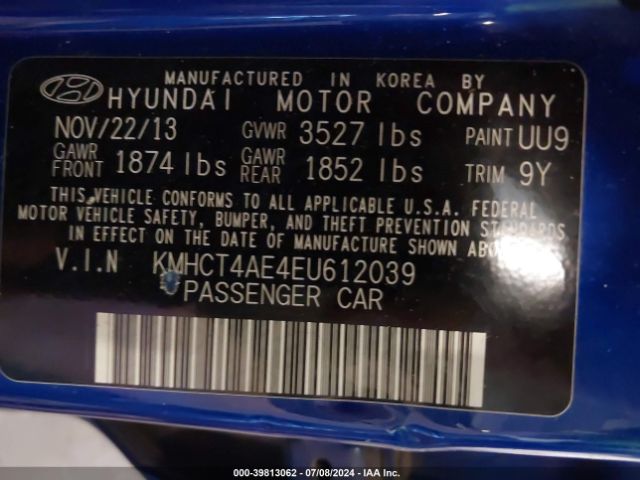 MANUFACTURED IN KOREA BY
HYUNDAI MOTOR COMPANY
NOV/22/13 GVWR 3527 lbs PAINT UU9
GAWR FRONT 1874 lbs GAWR REAR 1852 lbs TRIM 9Y
THIS VEHICLE CONFORMS TO ALL APPLICABLE U.S.A. FEDERAL
MOTOR VEHICLE SAFETY, BUMPER, AND THEFT PREVENTION STANDARDS
IN EFFECT ON THE DATE OF MANUFACTURE SHOWN ABOVE.
V.I.N KMHCT4AE4EU612039
PASSENGER CAR
000-39813062 - 07/08/2024 - IAA Inc.